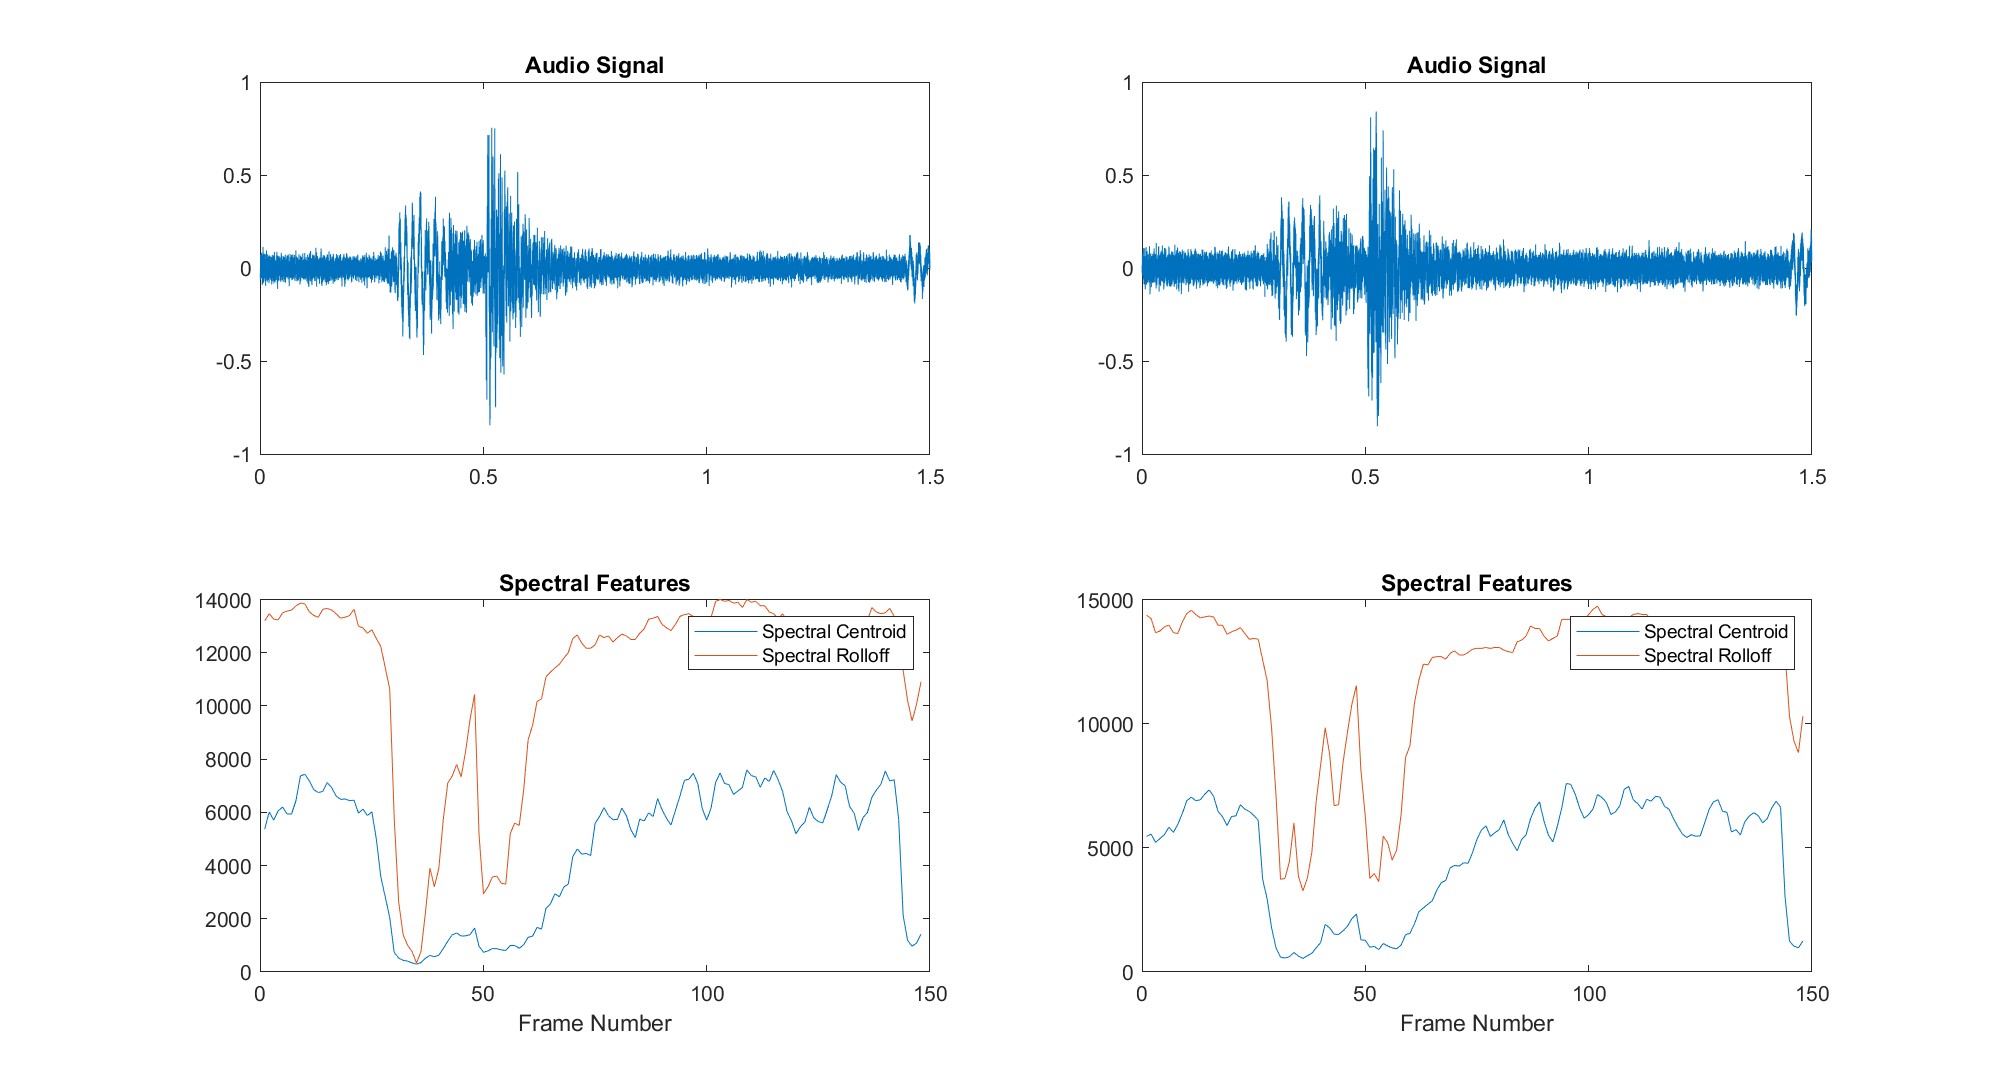 Audio Signal
1
0.5
0
-0.5
-1
0 0.5 1 1.5
Audio Signal
1
0.5
0
-0.5
-1
0 0.5 1 1.5
Spectral Features
14000
12000
10000
8000
6000
4000
2000
0
Spectral Centroid
Spectral Rolloff
0 50 100 150
Frame Number
Spectral Features
15000
10000
5000
0
Spectral Centroid
Spectral Rolloff
0 50 100 150
Frame Number